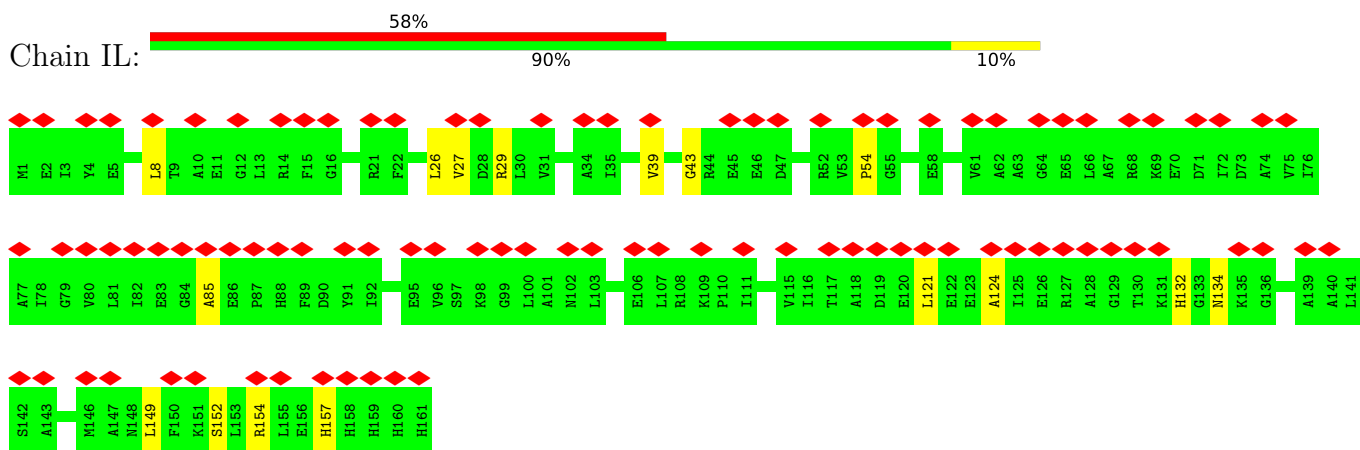 58%
Chain IL:
90% 10%
M1 E2 I3 Y4 E5 L8 T9 A10 E11 G12 L13 R14 F15 G16 R21 F22 L26 V27 D28 R29 L30 V31 A34 I35 V39 G43 R44 E45 E46 D47 R52 V53 P54 G55 E58 V61 A62 A63 G64 E65 L66 A67 R68 K69 E70 D71 I72 D73 A74 V75 I76
A77 I78 G79 V80 L81 I82 E83 G84 A85 E86 P87 H88 F89 D90 Y91 I92 E95 V96 S97 K98 G99 L100 A101 N102 L103 E106 L107 R108 K109 P110 I111 V115 I116 T117 A118 D119 E120 L121 E122 E123 A124 I125 E126 R127 A128 G129 T130 K131 H132 G133 N134 K135 G136 A139 A140 L141
S142 A143 M146 A147 N148 L149 F150 K151 S152 L153 R154 L155 E156 H157 H158 H159 H160 H161